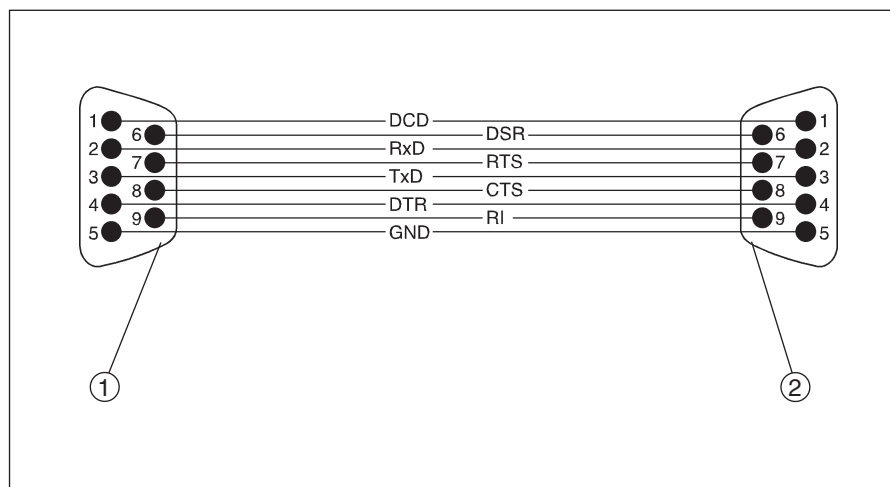 1 DCD 1
6 DSR 6
2 RxD 2
7 RTS 7
3 TxD 3
8 CTS 8
4 DTR 4
9 RI 9
5 GND 5
1 2